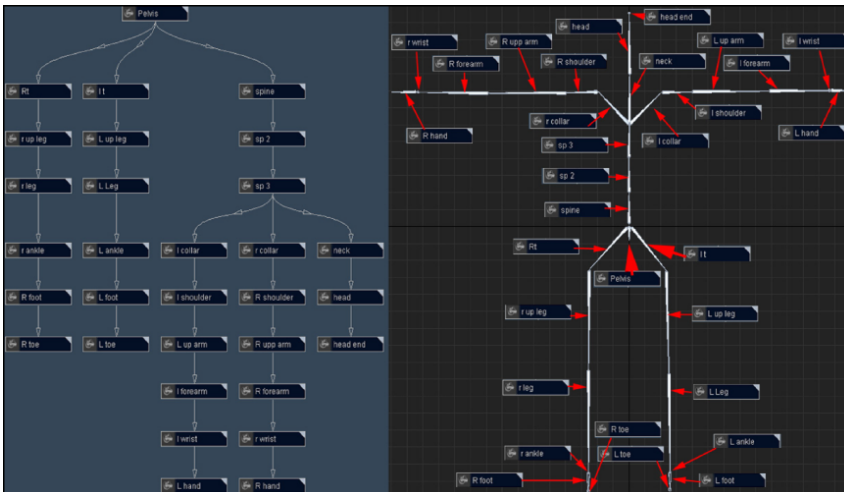 Pelvis
Rt
l t
spine
r up leg
L up leg
sp 2
r leg
L Leg
sp 3
r ankle
L ankle
l collar
r collar
neck
R foot
L foot
l shoulder
R shoulder
head
R toe
L toe
L up arm
R upp arm
head end
l forearm
R forearm
l wrist
r wrist
L hand
R hand
head end
head
r wrist
R upp arm
L up arm
l wrist
R forearm
R shoulder
neck
l forearm
l shoulder
r collar
R hand
L hand
l collar
sp 3
sp 2
spine
Rt
l t
Pelvis
r up leg
L up leg
r leg
L Leg
R toe
L ankle
r ankle
L toe
R foot
L foot